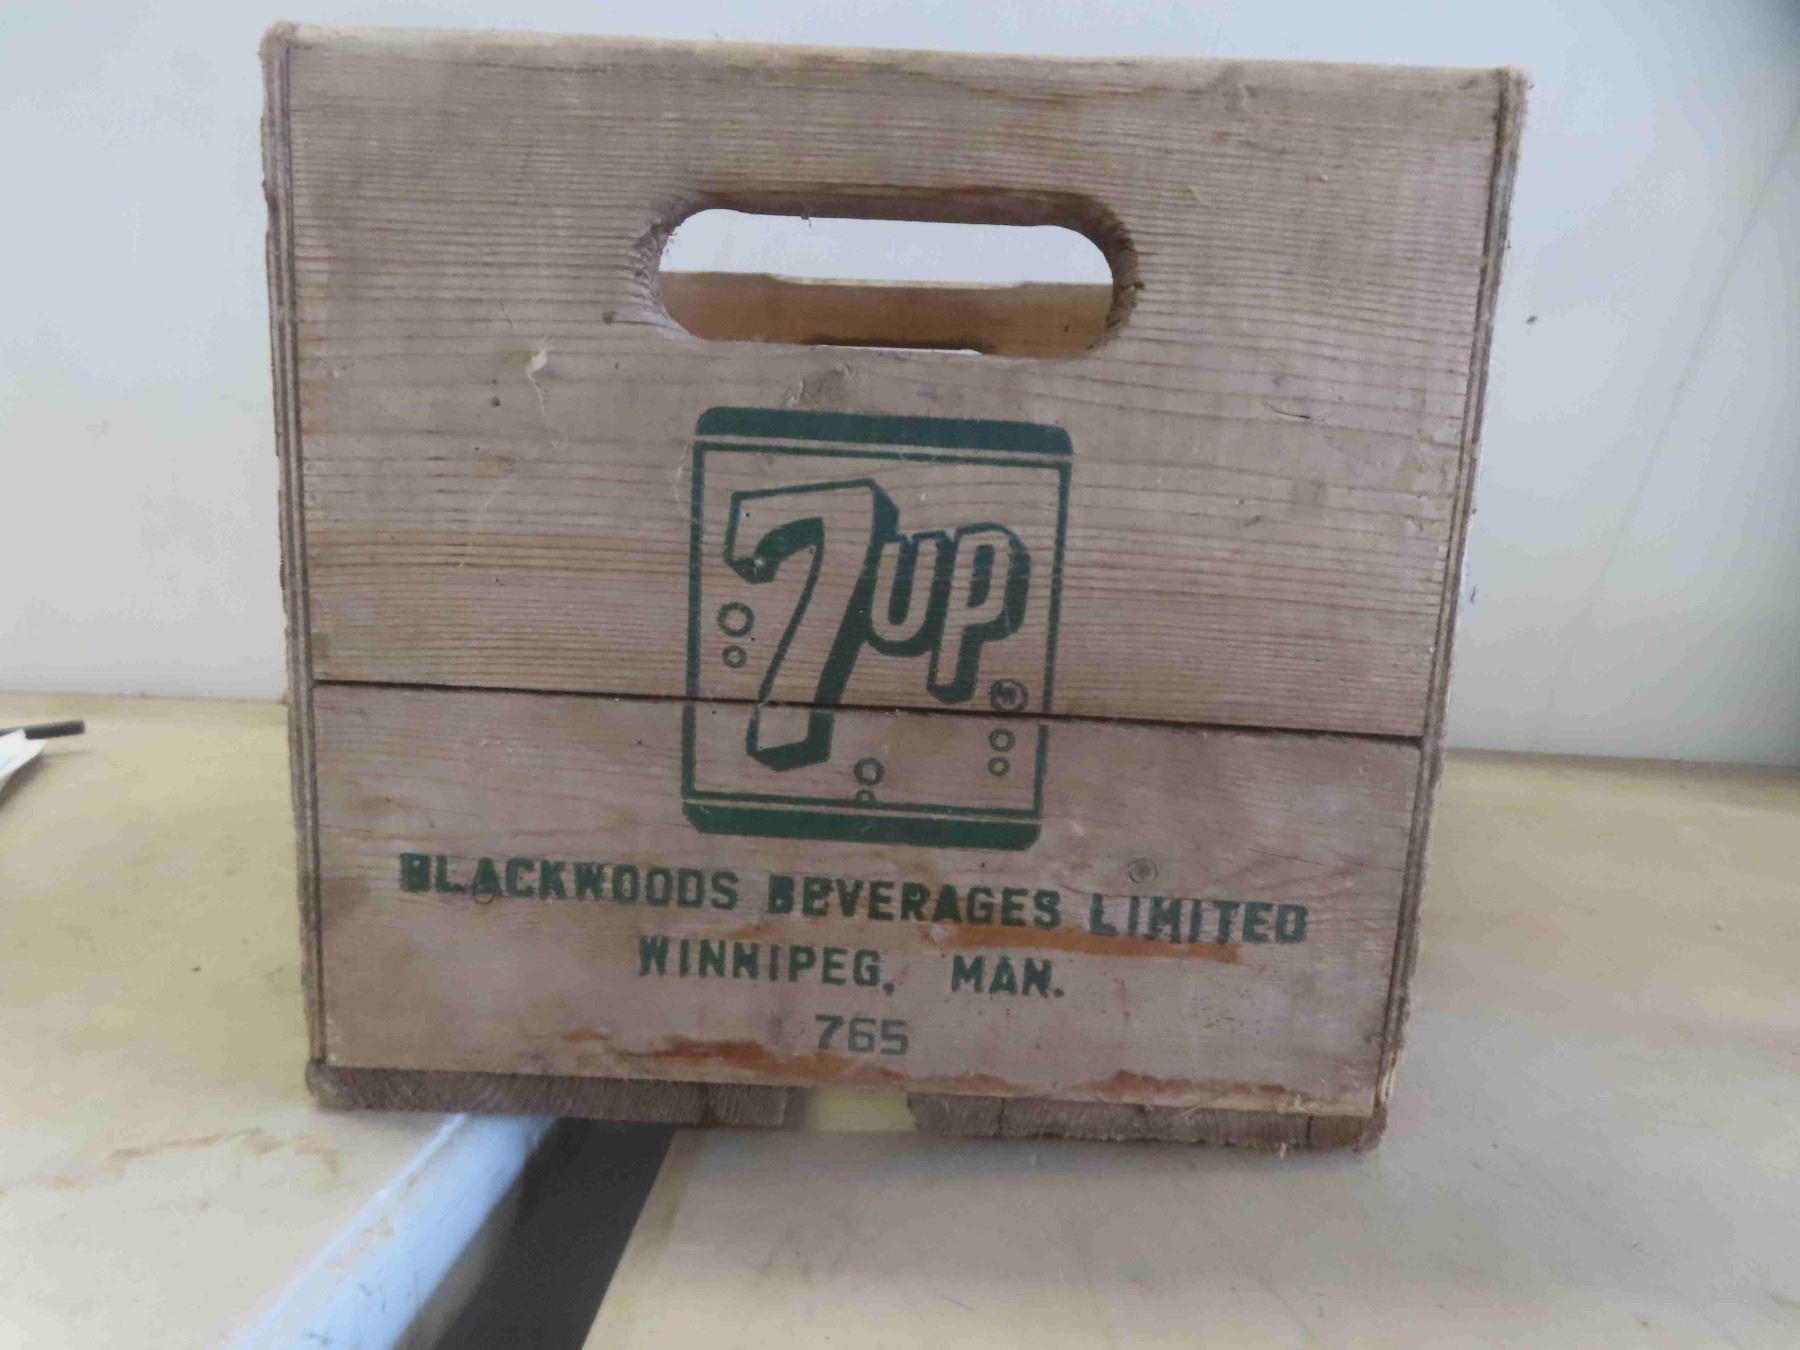 7UP
BLACKWOODS BEVERAGES LIMITED
WINNIPEG, MAN.
765